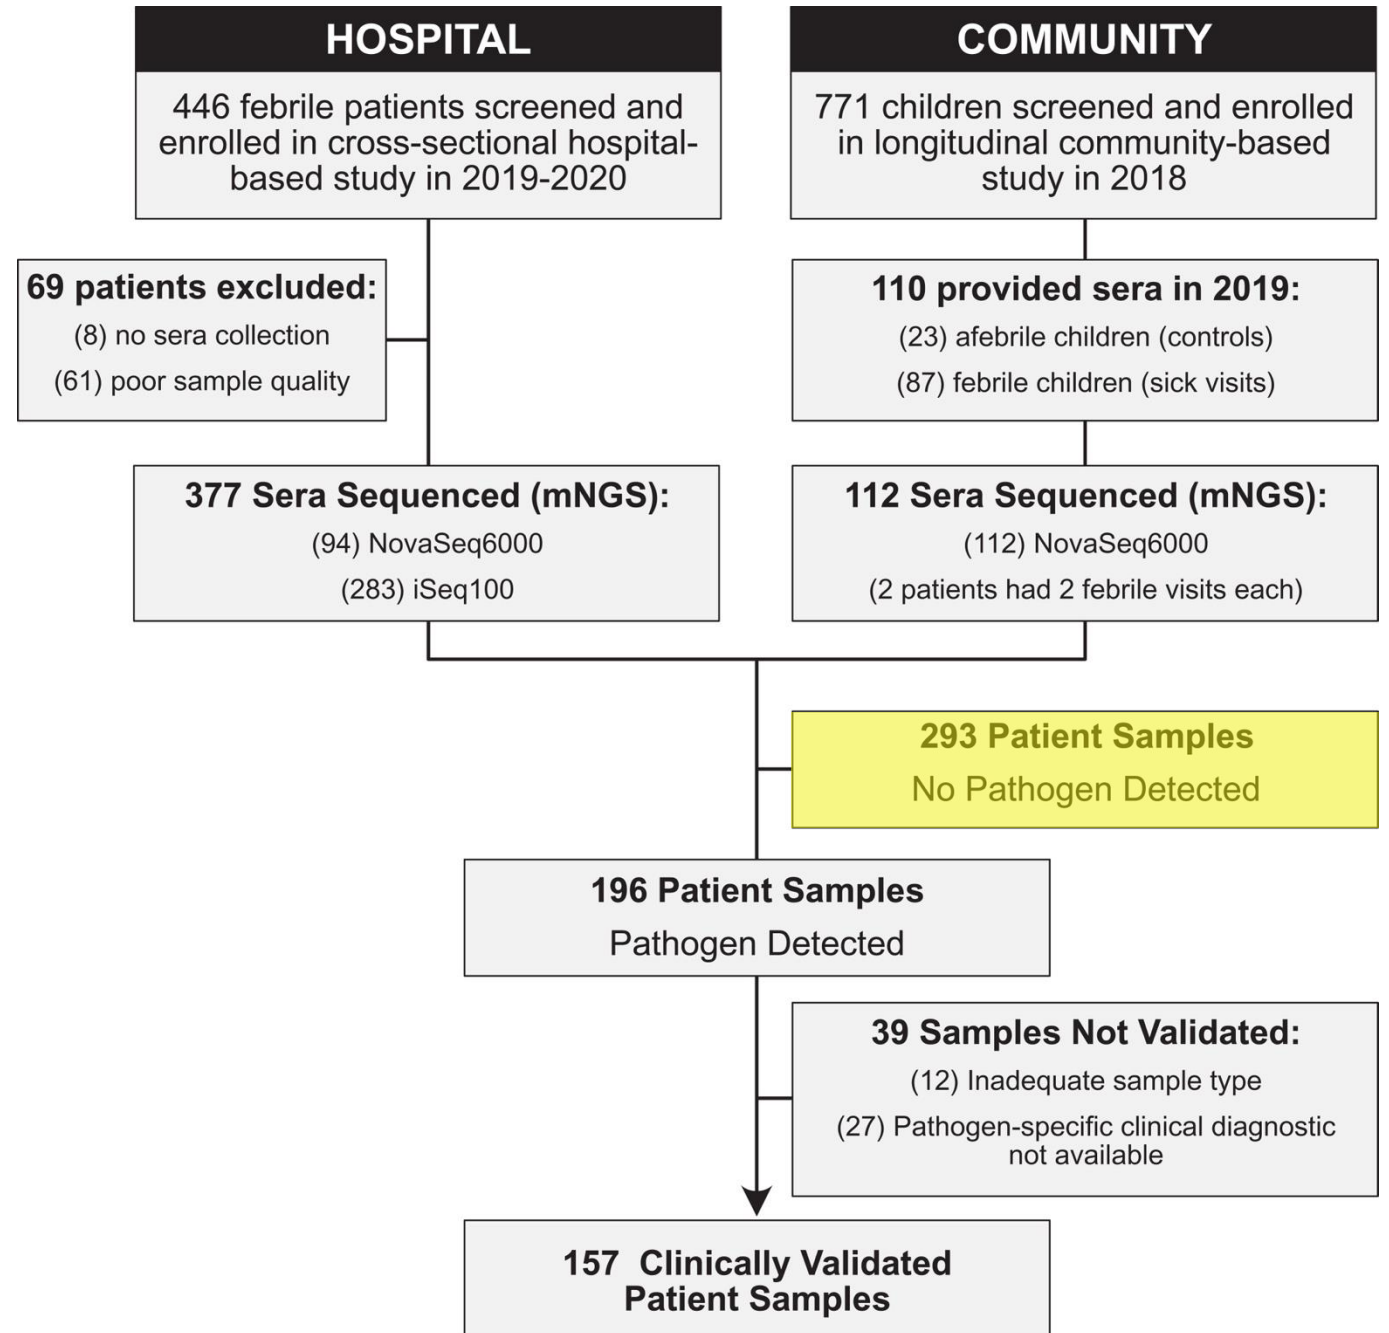 HOSPITAL
446 febrile patients screened and
enrolled in cross-sectional hospital-
based study in 2019-2020
COMMUNITY
771 children screened and enrolled
in longitudinal community-based
study in 2018
69 patients excluded:
(8) no sera collection
(61) poor sample quality
110 provided sera in 2019:
(23) afebrile children (controls)
(87) febrile children (sick visits)
377 Sera Sequenced (mNGS):
(94) NovaSeq6000
(283) iSeq100
112 Sera Sequenced (mNGS):
(112) NovaSeq6000
(2 patients had 2 febrile visits each)
293 Patient Samples
No Pathogen Detected
196 Patient Samples
Pathogen Detected
39 Samples Not Validated:
(12) Inadequate sample type
(27) Pathogen-specific clinical diagnostic
not available
157 Clinically Validated
Patient Samples